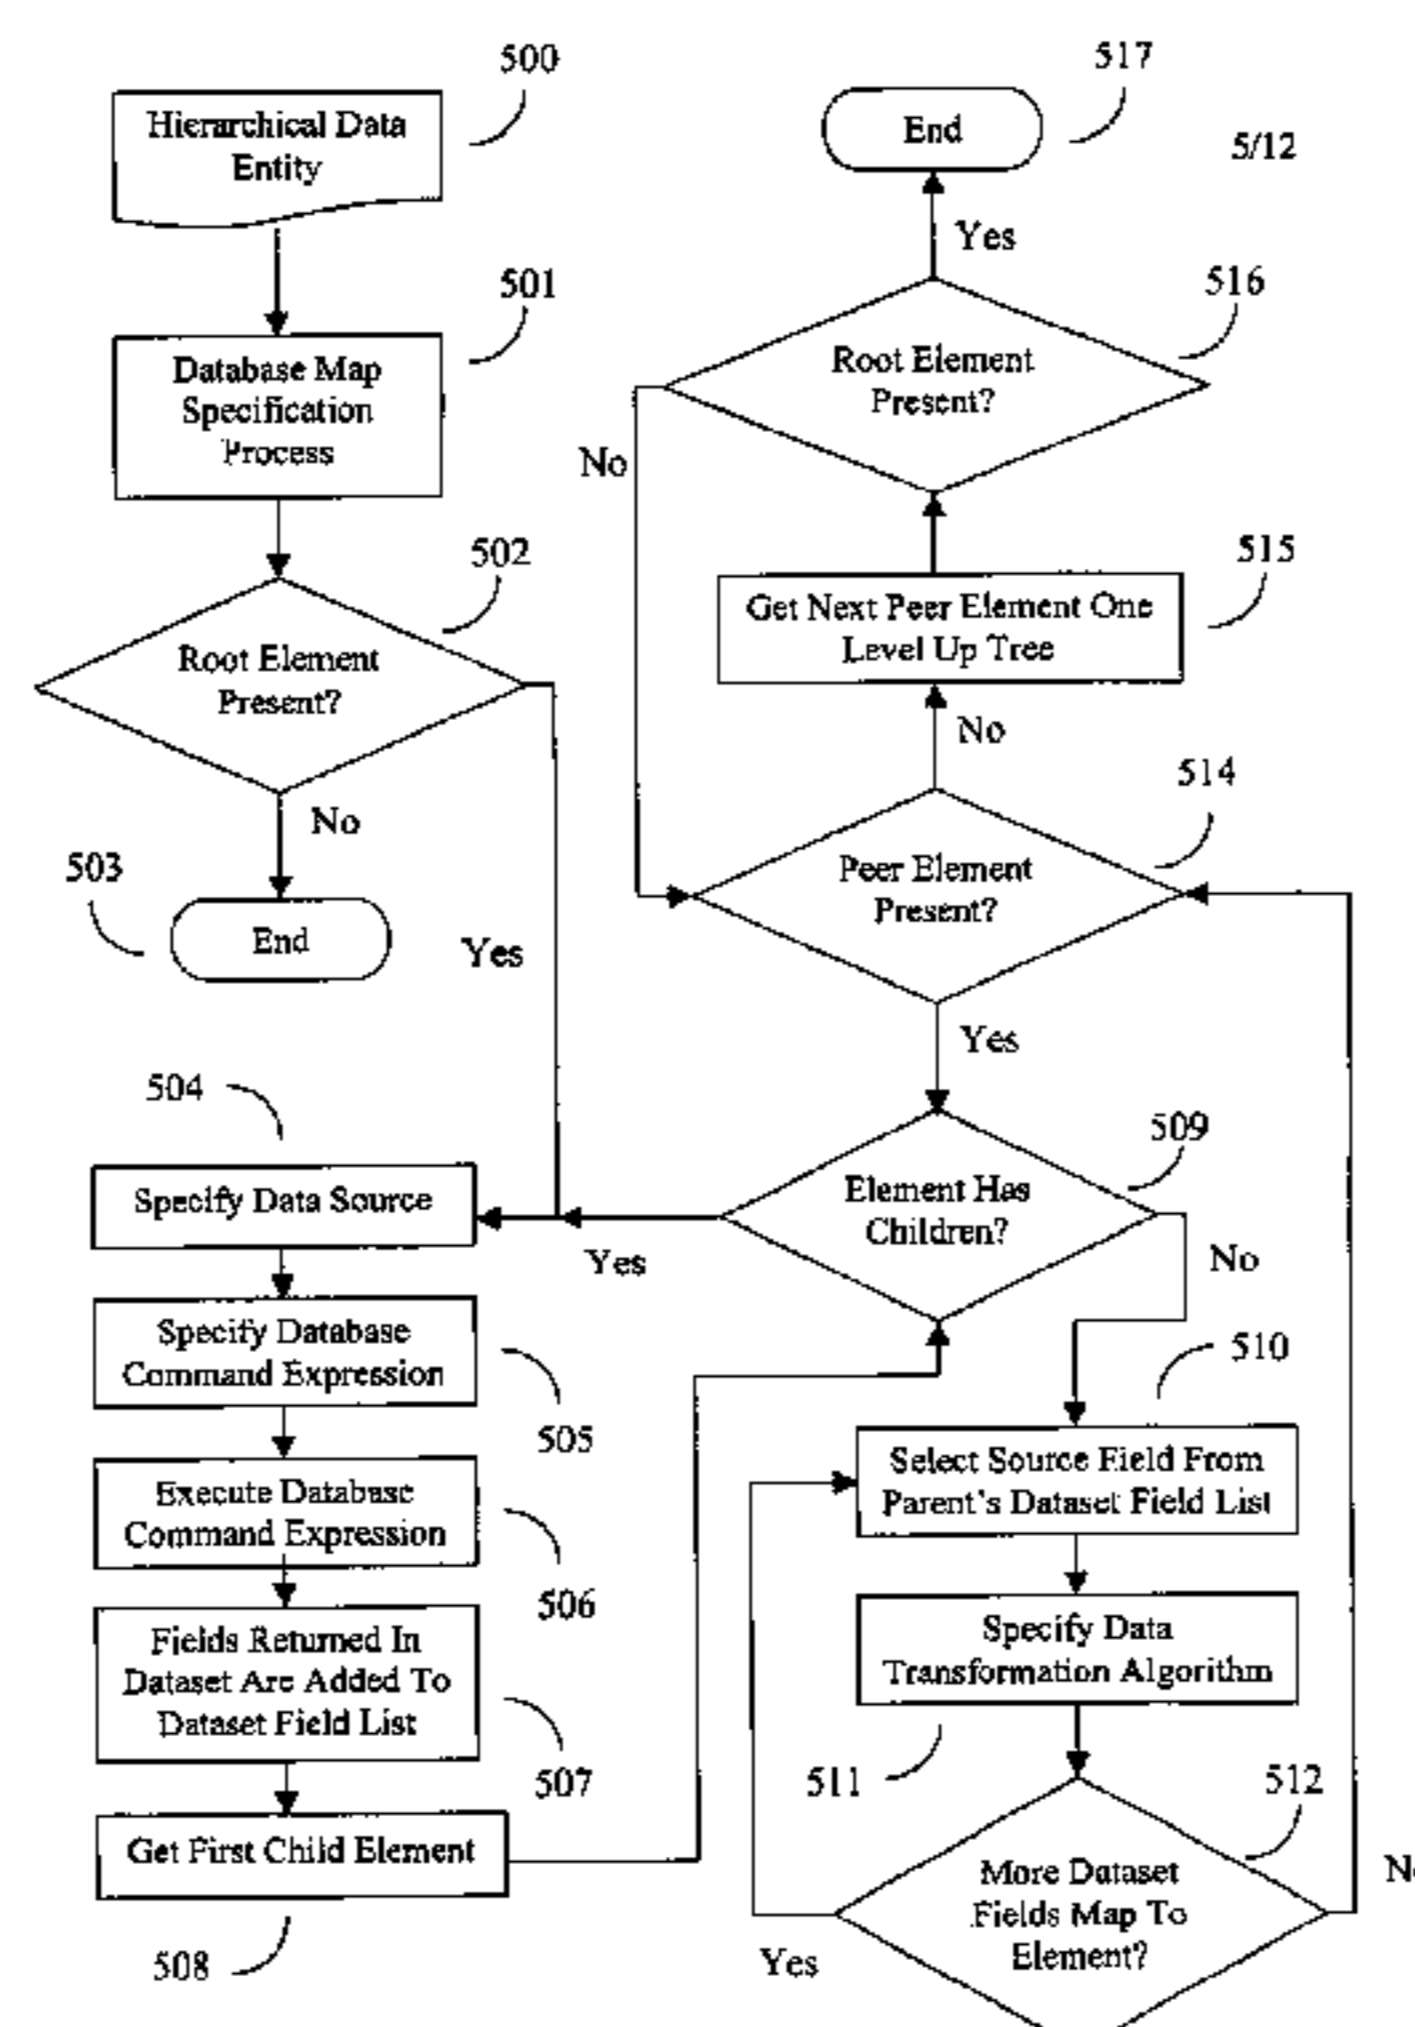 500
Hierarchical Data
Entity
501
Database Map
Specification
Process
502
Root Element
Present?
No
503
End
Yes
504
Specify Data Source
Specify Database
Command Expression
505
Execute Database
Command Expression
506
Fields Returned In
Dataset Are Added To
Dataset Field List
507
Get First Child Element
508
517
End
5/12
Yes
516
Root Element
Present?
No
515
Get Next Peer Element One
Level Up Tree
No
514
Peer Element
Present?
Yes
509
Element Has
Children?
Yes
No
510
Select Source Field From
Parent's Dataset Field List
Specify Data
Transformation Algorithm
511
512
More Dataset
Fields Map To
Element?
Yes